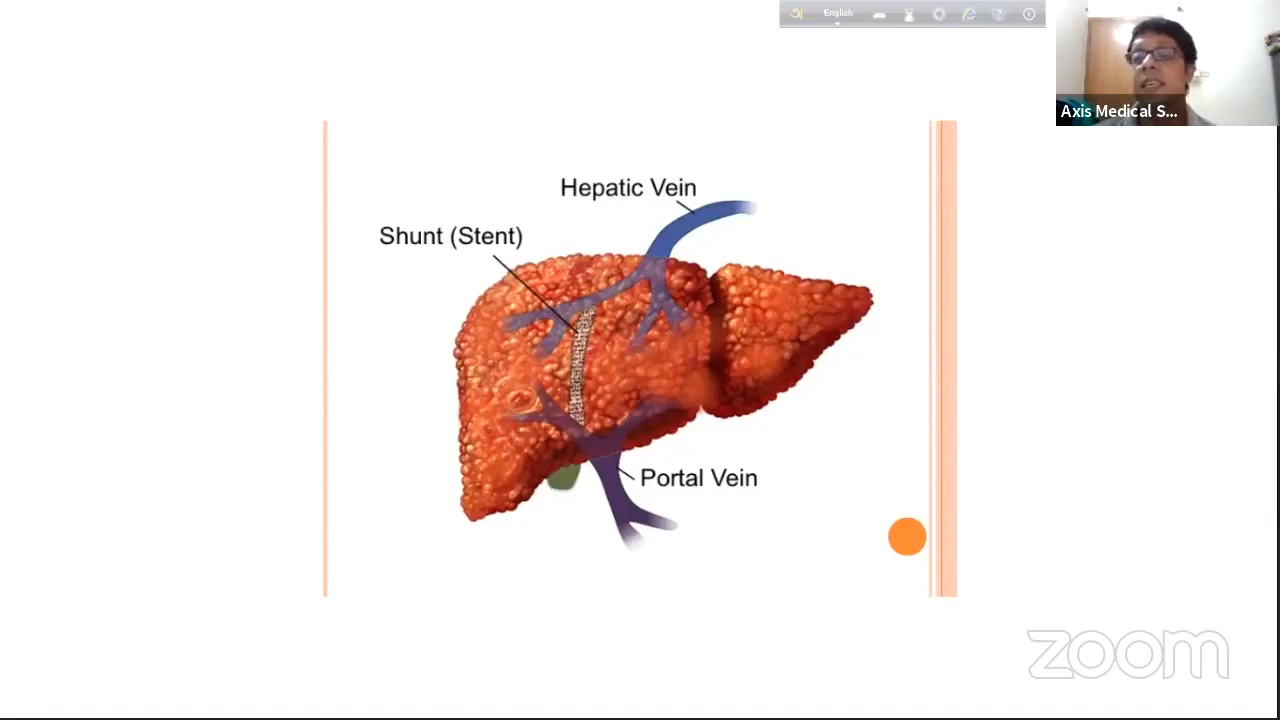 English
Axis Medical S...
Hepatic Vein
Shunt (Stent)
Portal Vein
zoom